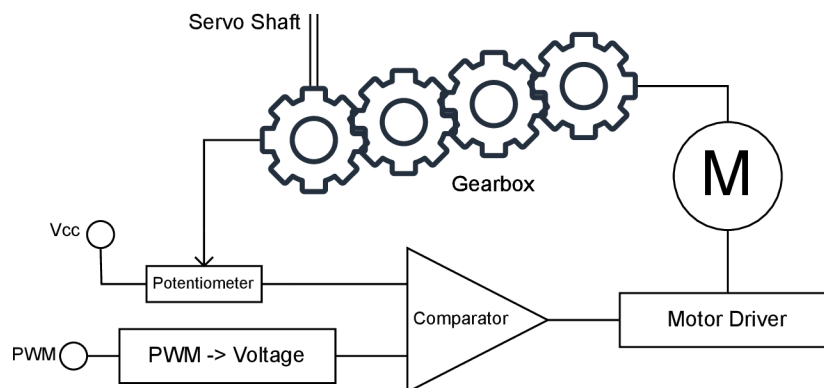 Servo Shaft
Gearbox
M
Vcc
Potentiometer
Comparator
Motor Driver
PWM
PWM -> Voltage